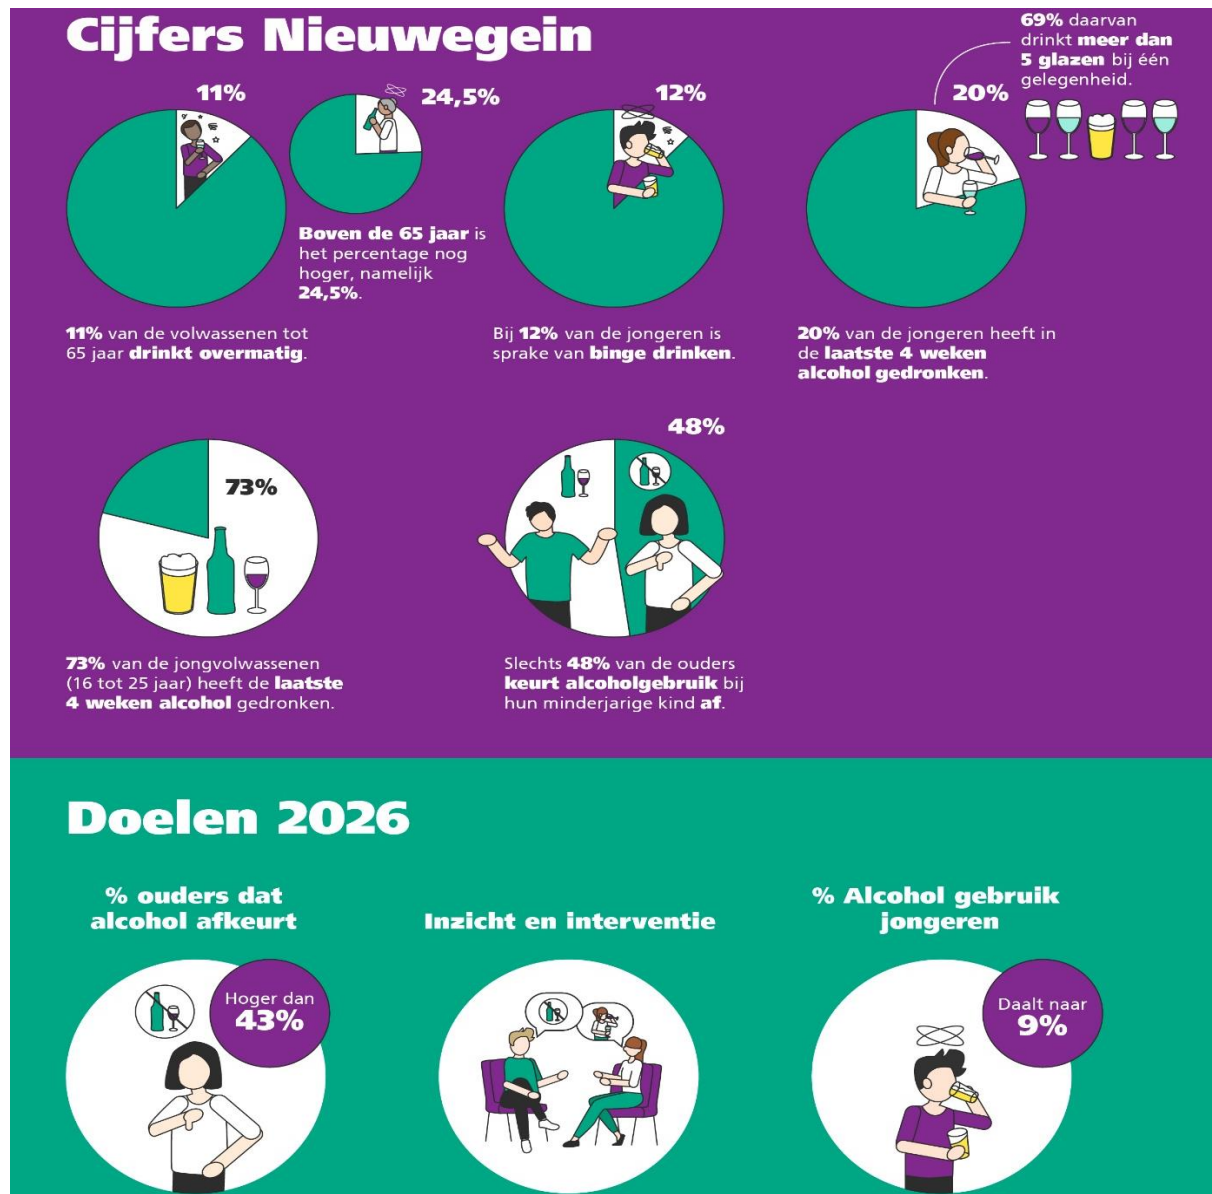 Cijfers Nieuwegein
11%
24,5%
Boven de 65 jaar is
het percentage nog
hoger, namelijk
24,5%.
11% van de volwassenen tot
65 jaar drinkt overmatig.
12%
Bij 12% van de jongeren is
sprake van binge drinken.
69% daarvan
drinkt meer dan
5 glazen bij één
gelegenheid.
20%
20% van de jongeren heeft in
de laatste 4 weken
alcohol gedronken.
73%
73% van de jongvolwassenen
(16 tot 25 jaar) heeft de laatste
4 weken alcohol gedronken.
48%
Slechts 48% van de ouders
keurt alcoholgebruik bij
hun minderjarige kind af.
Doelen 2026
% ouders dat
alcohol afkeurt
Hoger dan
43%
Inzicht en interventie
% Alcohol gebruik
jongeren
Daalt naar
9%